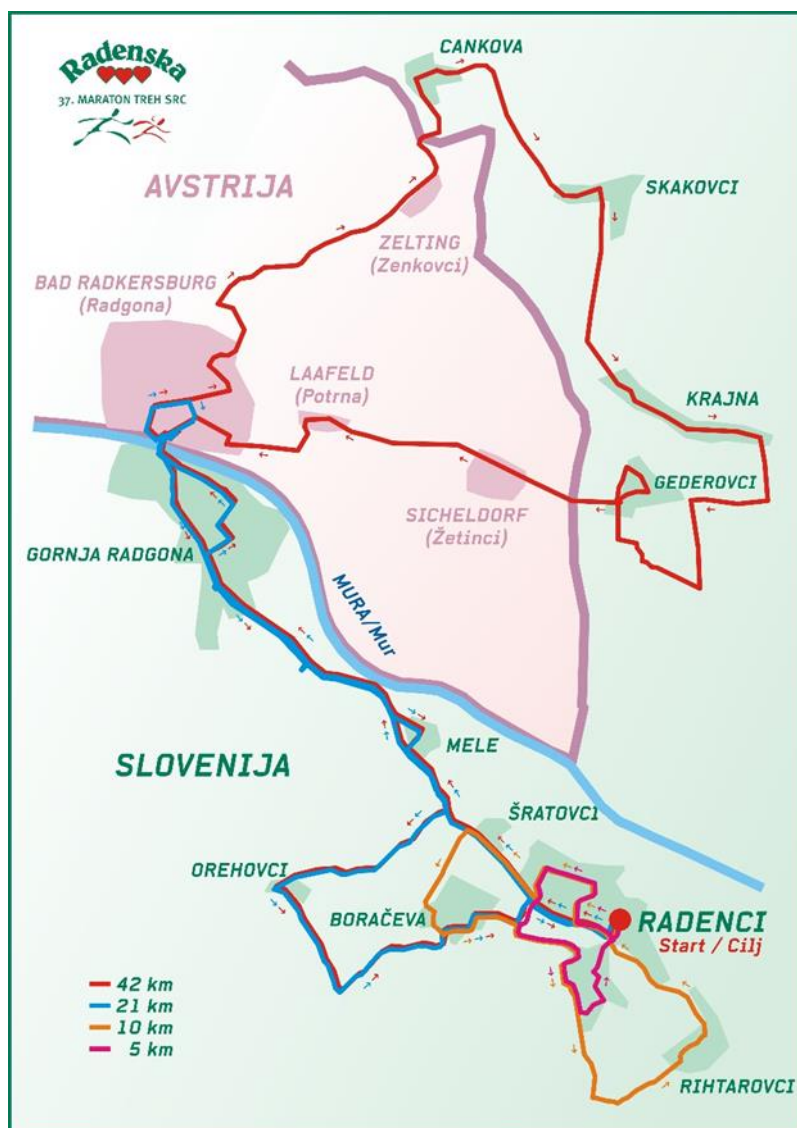 Radenska
37. MARATON TREH SRC
CANKOVA
AVSTRIJA
SKAKOVCI
ZELTING
(Zenkovci)
BAD RADKERSBURG
(Radgona)
LAAFELD
(Potrna)
KRAJNA
GEDEROVCI
SICHELDORF
(Žetinci)
GORNJA RADGONA
MURA/Mur
MELE
SLOVENIJA
ŠRATOVCI
OREHOVCI
BORAČEVA
RADENCI
Start / Cilj
42 km
21 km
10 km
5 km
RIHTAROVCI